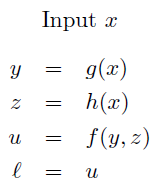 Input x
y = g(x)
z = h(x)
u = f(y, z)
ℓ = u